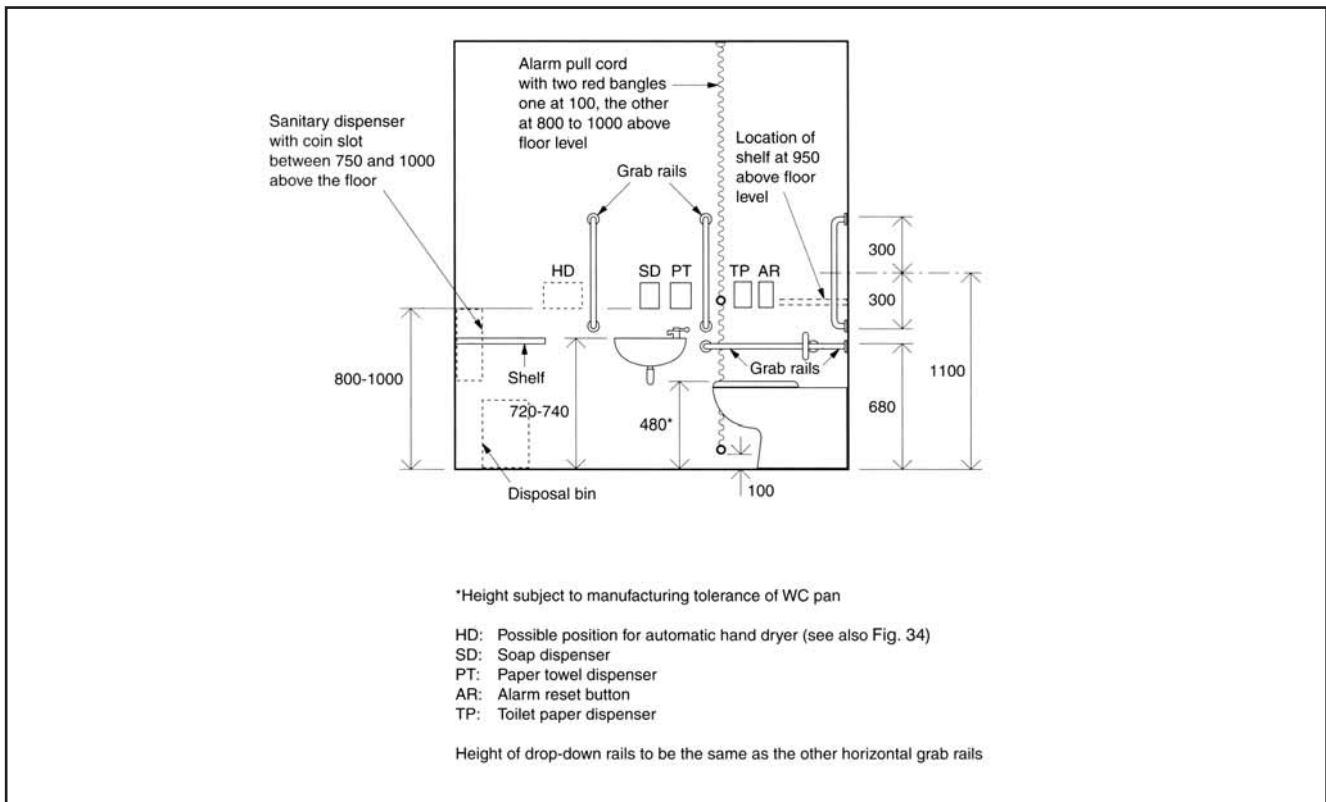 Alarm pull cord
with two red bangles
one at 100, the other
at 800 to 1000 above
floor level
Sanitary dispenser
with coin slot
between 750 and 1000
above the floor
Location of
shelf at 950
above floor
level
Grab rails
HD
SD
PT
TP
AR
300
300
Shelf
Grab rails
800-1000
720-740
480*
680
1100
Disposal bin
100
*Height subject to manufacturing tolerance of WC pan
HD: Possible position for automatic hand dryer (see also Fig. 34)
SD: Soap dispenser
PT: Paper towel dispenser
AR: Alarm reset button
TP: Toilet paper dispenser
Height of drop-down rails to be the same as the other horizontal grab rails